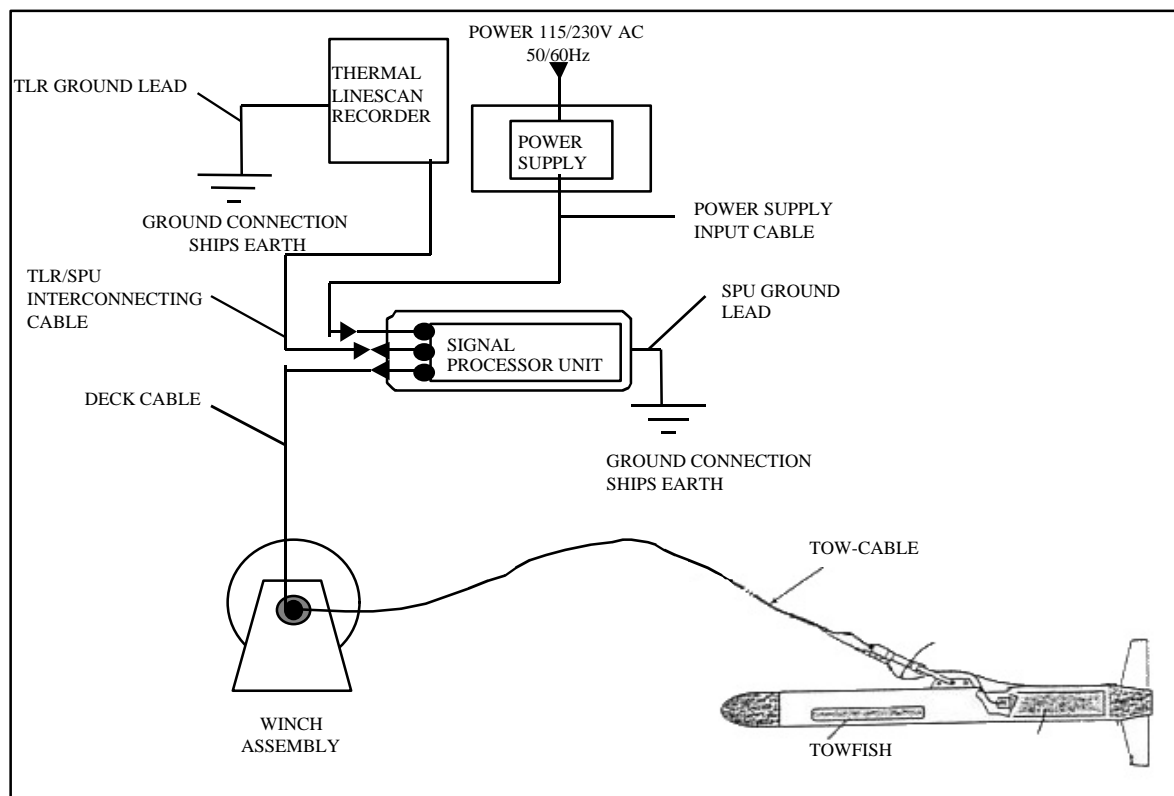 POWER 115/230V AC
50/60Hz
TLR GROUND LEAD
THERMAL
LINESCAN
RECORDER
POWER
SUPPLY
GROUND CONNECTION
SHIPS EARTH
POWER SUPPLY
INPUT CABLE
TLR/SPU
INTERCONNECTING
CABLE
SPU GROUND
LEAD
SIGNAL
PROCESSOR UNIT
DECK CABLE
GROUND CONNECTION
SHIPS EARTH
TOW-CABLE
WINCH
ASSEMBLY
TOWFISH